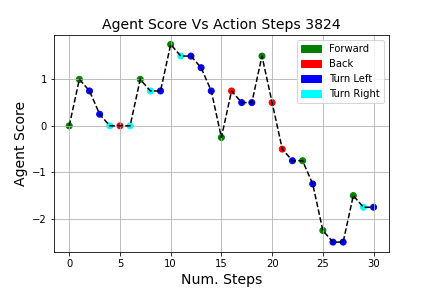 Agent Score Vs Action Steps 3824
Forward
Back
Turn Left
Turn Right
1
0
−1
−2
Agent Score
0 5 10 15 20 25 30
Num. Steps